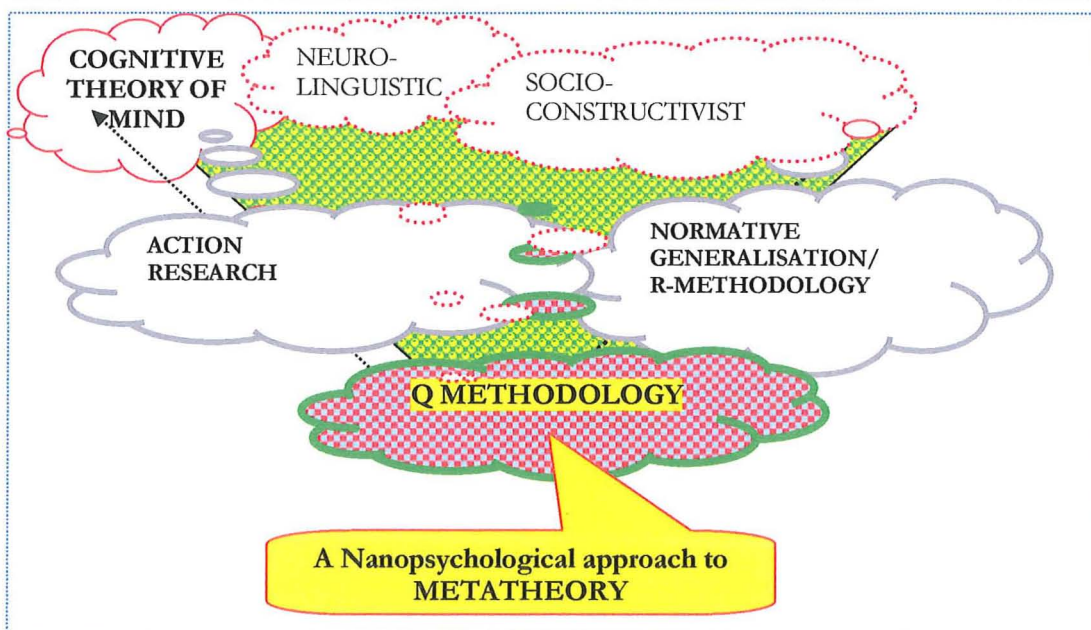 COGNITIVE
THEORY OF
MIND
NEURO-
LINGUISTIC
SOCIO-
CONSTRUCTIVIST
ACTION
RESEARCH
NORMATIVE
GENERALISATION/
R-METHODOLOGY
Q METHODOLOGY
A Nanopsychological approach to
METATHEORY